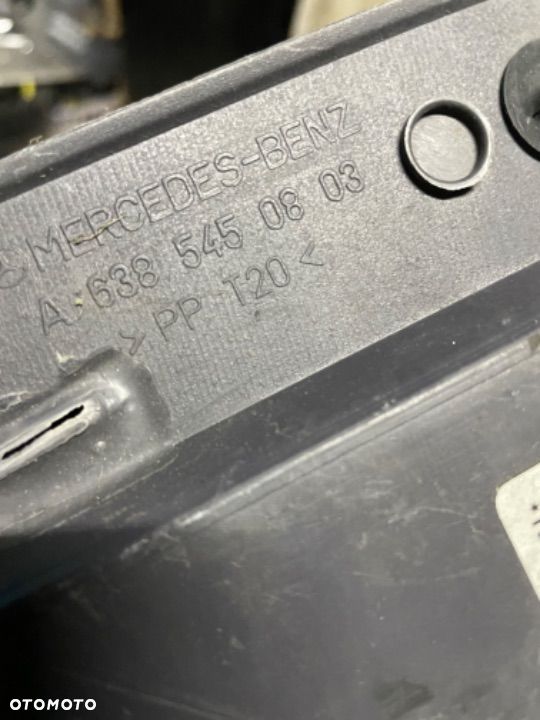 MERCEDES-BENZ
A 638 545 08 03
>PP T20<
OTOMOTO